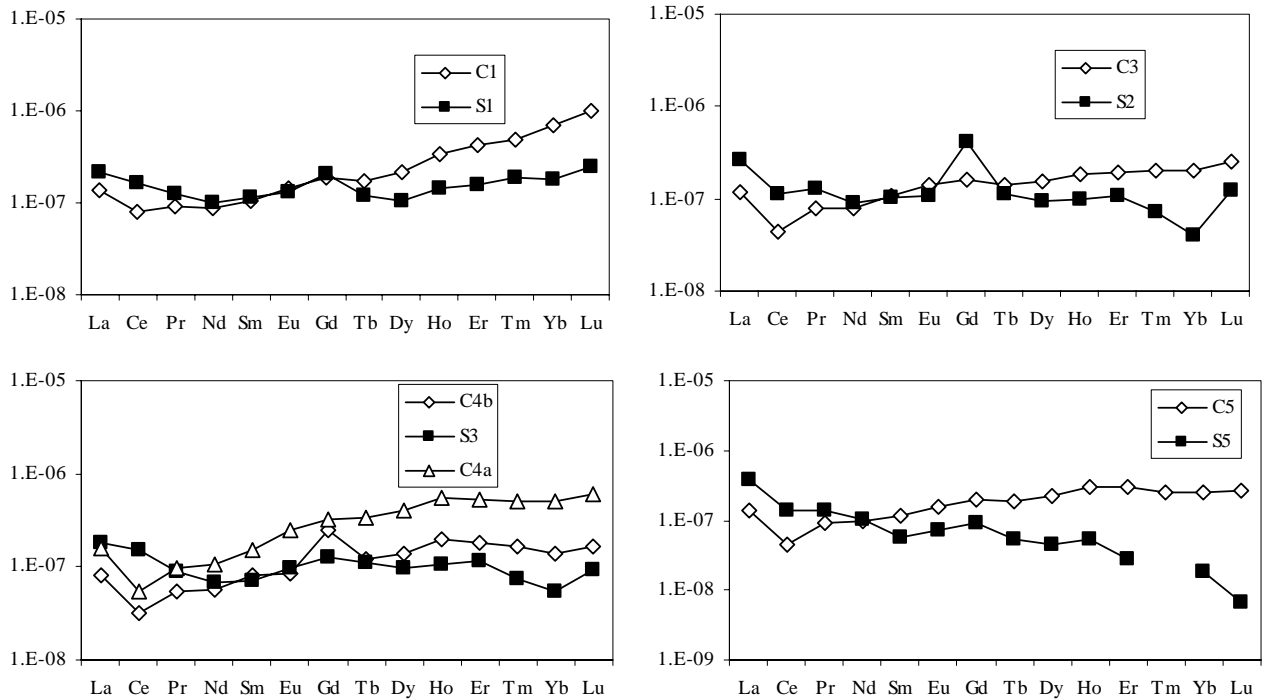 1.E-05
1.E-06
1.E-07
1.E-08
C1
S1
La Ce Pr Nd Sm Eu Gd Tb Dy Ho Er Tm Yb Lu
1.E-05
1.E-06
1.E-07
1.E-08
C3
S2
La Ce Pr Nd Sm Eu Gd Tb Dy Ho Er Tm Yb Lu
1.E-05
1.E-06
1.E-07
1.E-08
C4b
S3
C4a
La Ce Pr Nd Sm Eu Gd Tb Dy Ho Er Tm Yb Lu
1.E-05
1.E-06
1.E-07
1.E-08
1.E-09
C5
S5
La Ce Pr Nd Sm Eu Gd Tb Dy Ho Er Tm Yb Lu